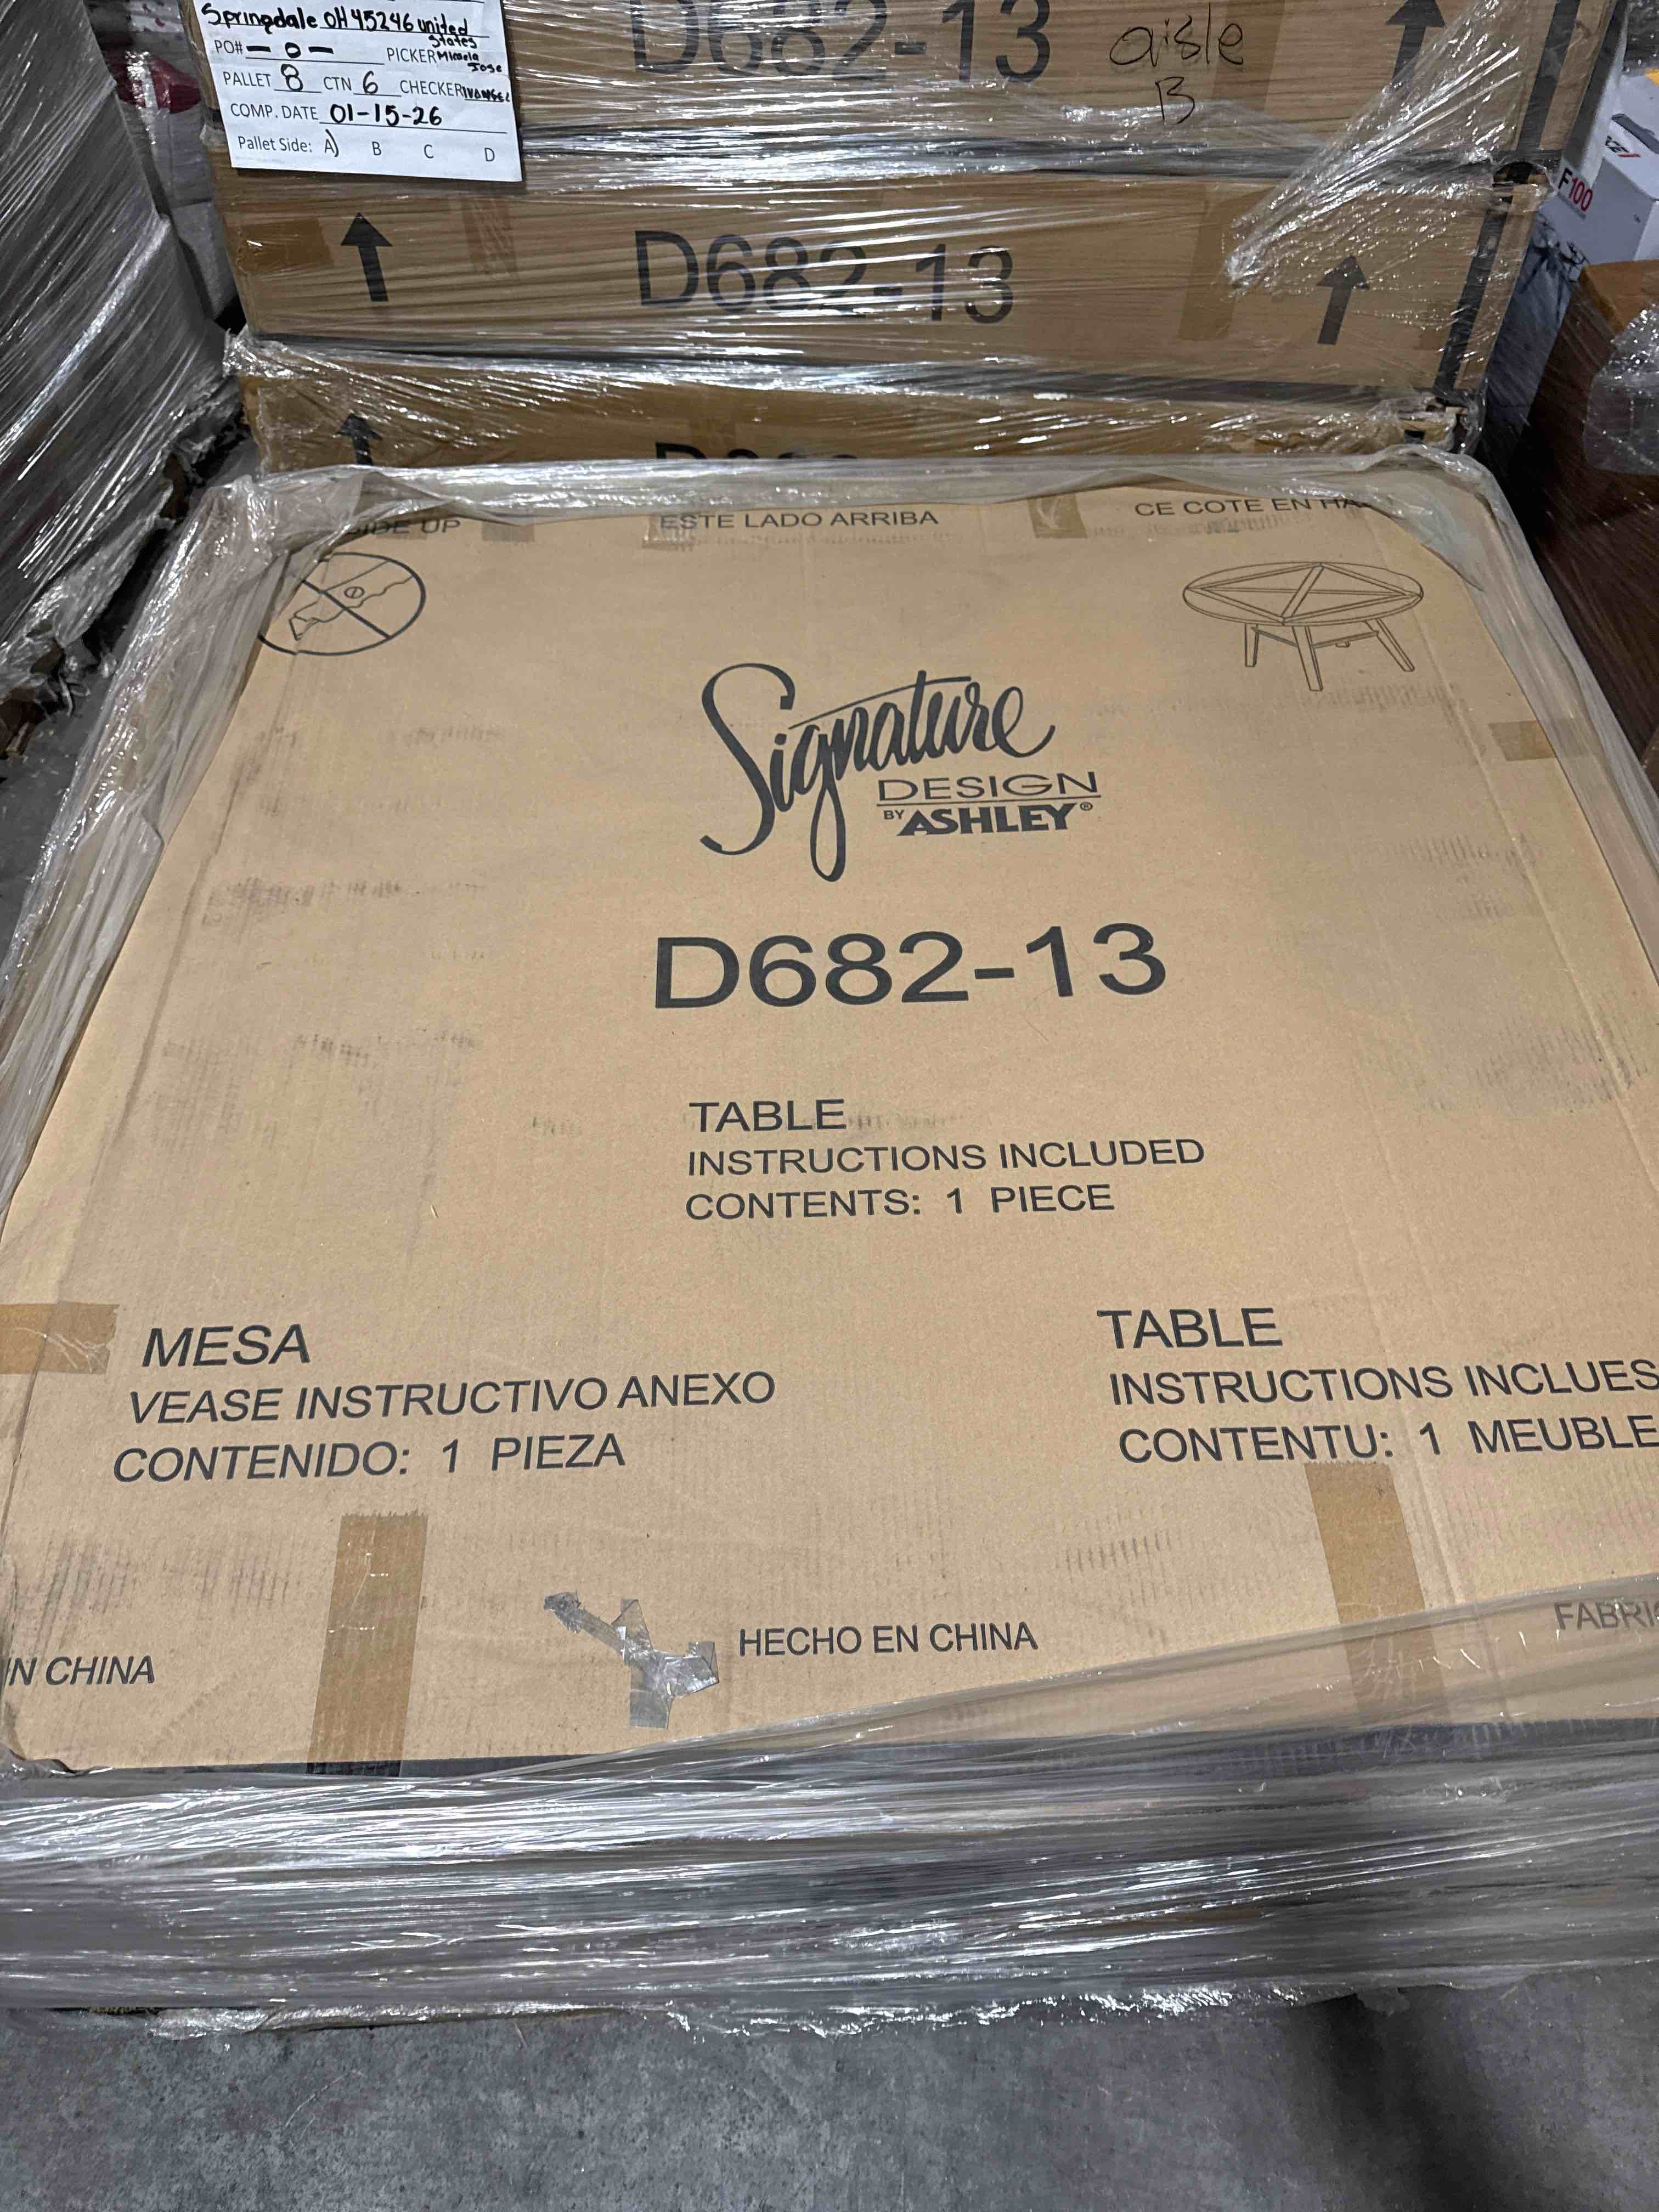 Springdale OH 45246 united States
PO# - 0 - PICKER Micaela Jose
PALLET 8 CTN 6 CHECKER
COMP. DATE 01-15-26
Pallet Side: A) B C D
D682-13
aisle
B
F100
D682-13
SIDE UP
ESTE LADO ARRIBA
CE COTE EN
Signature
DESIGN
BY ASHLEY®
D682-13
TABLE
INSTRUCTIONS INCLUDED
CONTENTS: 1 PIECE
MESA
VEASE INSTRUCTIVO ANEXO
CONTENIDO: 1 PIEZA
TABLE
INSTRUCTIONS INCLUES
CONTENTU: 1 MEUBLE
IN CHINA
HECHO EN CHINA
FABRI